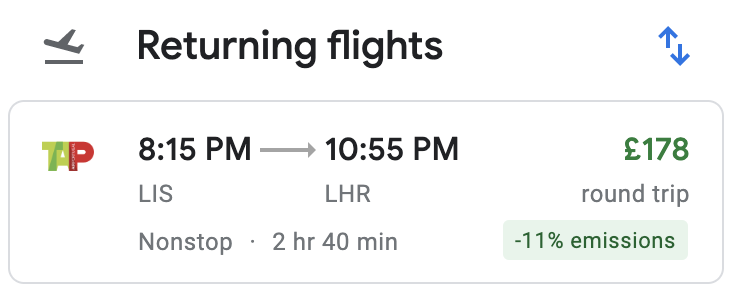 Returning flights
TAP 8:15 PM 10:55 PM £178
LIS LHR round trip
Nonstop · 2 hr 40 min -11% emissions